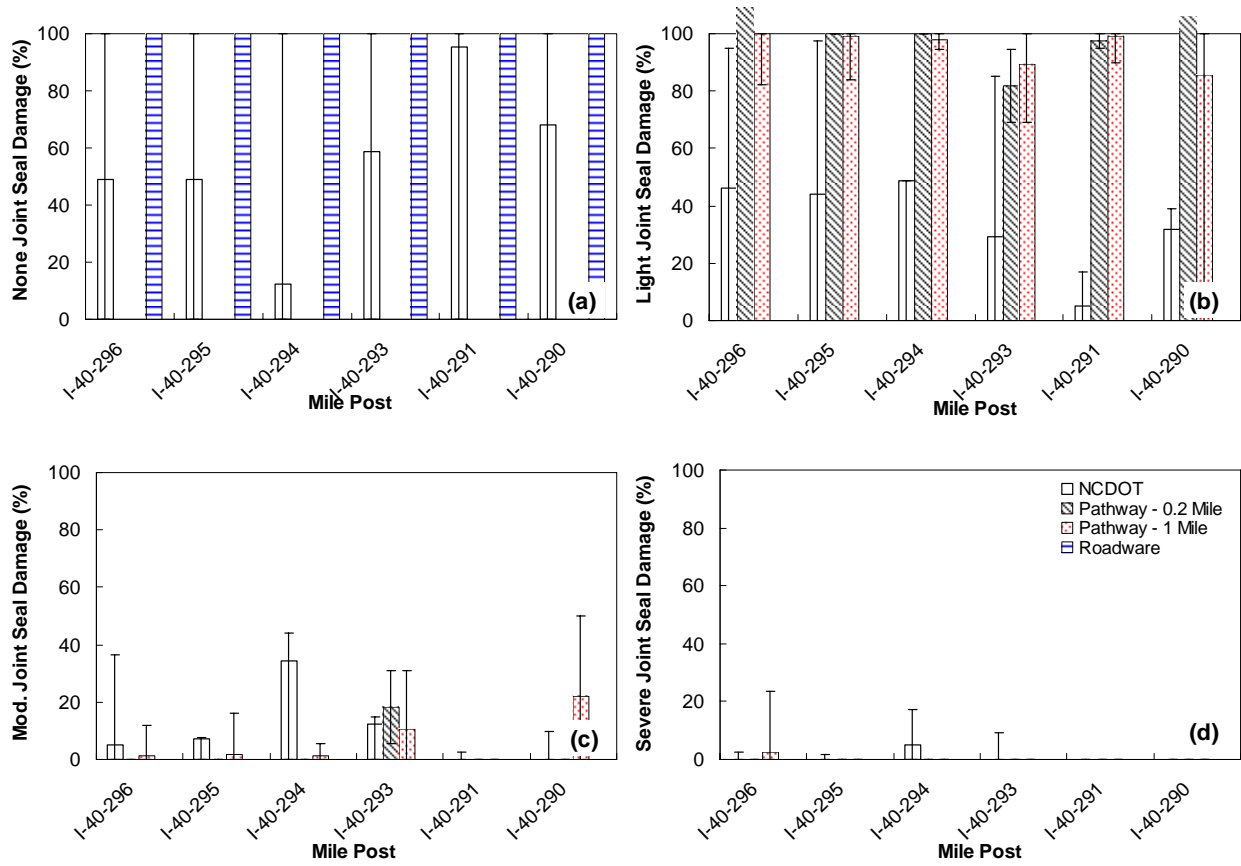 None Joint Seal Damage (%)
100
80
60
40
20
0
(a)
I-40-296
I-40-295
I-40-294
I-40-293
I-40-291
I-40-290
Mile Post
Light Joint Seal Damage (%)
100
80
60
40
20
0
(b)
I-40-296
I-40-295
I-40-294
I-40-293
I-40-291
I-40-290
Mile Post
Mod. Joint Seal Damage (%)
100
80
60
40
20
0
(c)
I-40-296
I-40-295
I-40-294
I-40-293
I-40-291
I-40-290
Mile Post
Severe Joint Seal Damage (%)
100
80
60
40
20
0
NCDOT
Pathway - 0.2 Mile
Pathway - 1 Mile
Roadware
(d)
I-40-296
I-40-295
I-40-294
I-40-293
I-40-291
I-40-290
Mile Post